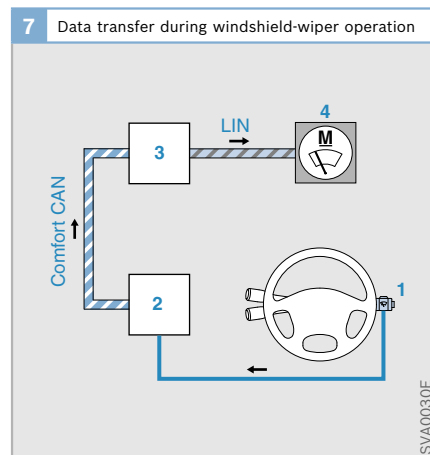 7 Data transfer during windshield-wiper operation
4
LIN
M
3
Comfort CAN
1
2
SVA0030E